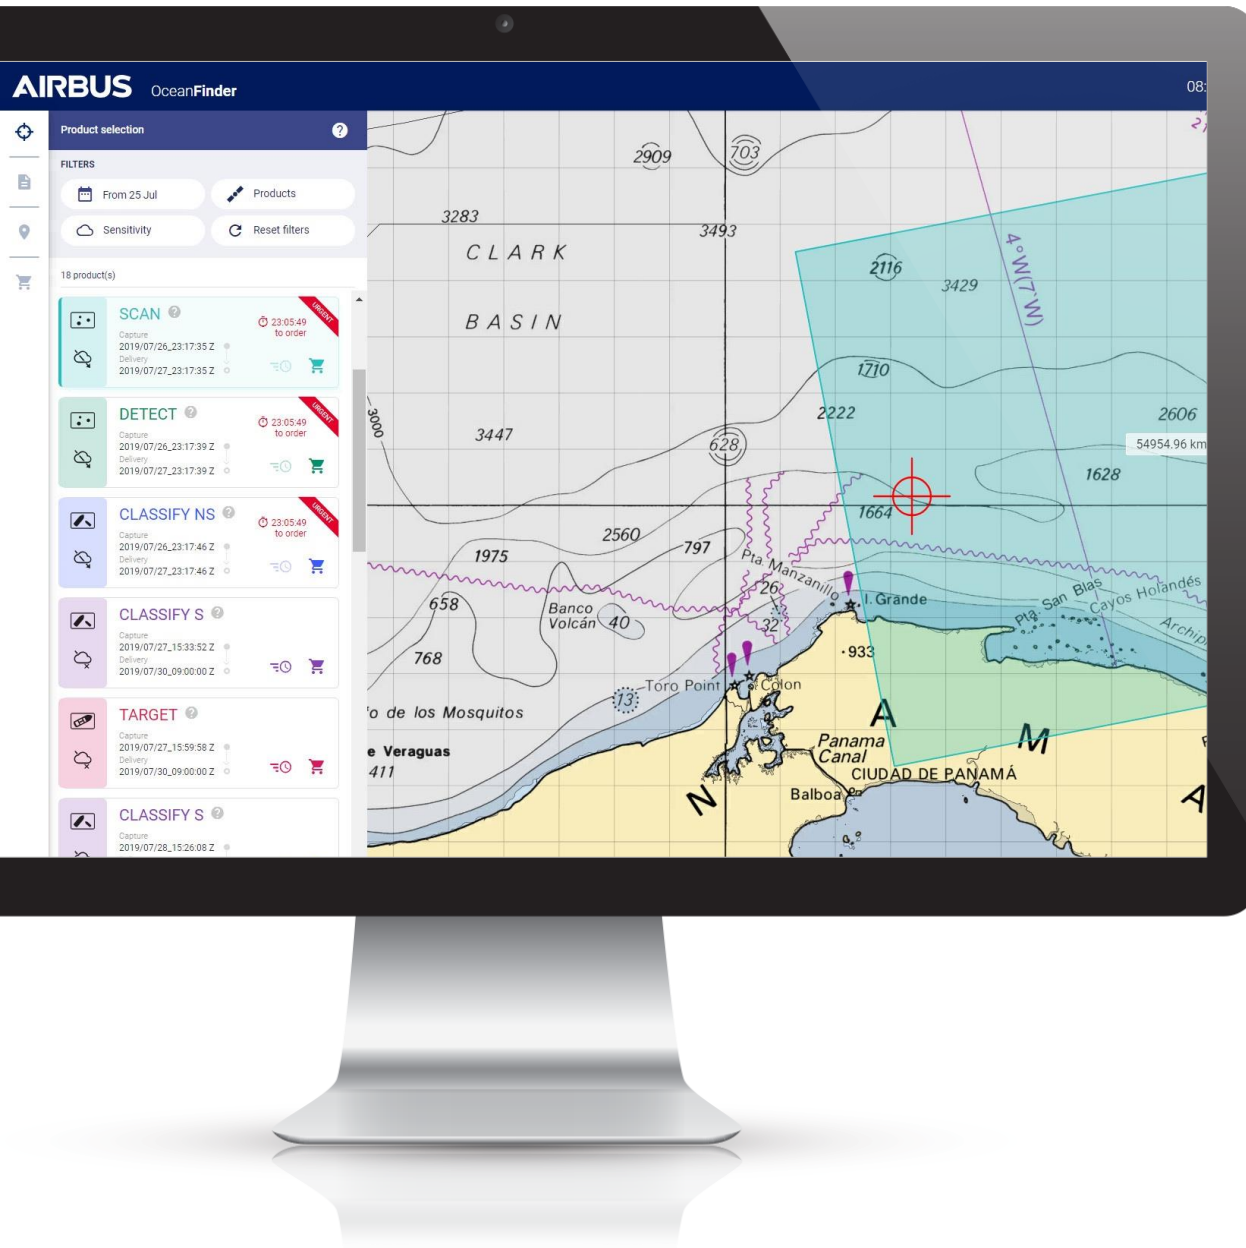 AIRBUS OceanFinder
08:
Product selection
?
FILTERS
From 25 Jul
Products
Sensitivity
Reset filters
18 product(s)
SCAN ?
URGENT
23:05:49
to order
Capture
2019/07/26_23:17:35 Z
Delivery
2019/07/27_23:17:35 Z
DETECT ?
URGENT
23:05:49
to order
Capture
2019/07/26_23:17:39 Z
Delivery
2019/07/27_23:17:39 Z
CLASSIFY NS ?
URGENT
23:05:49
to order
Capture
2019/07/26_23:17:46 Z
Delivery
2019/07/27_23:17:46 Z
CLASSIFY S ?
Capture
2019/07/27_15:33:52 Z
Delivery
2019/07/30_09:00:00 Z
TARGET ?
Capture
2019/07/27_15:59:58 Z
Delivery
2019/07/30_09:00:00 Z
CLASSIFY S ?
Capture
2019/07/28_15:26:08 Z
2909
703
3283
3493
CLARK
BASIN
2116
3429
4°W(7'W)
1710
2222
2606
3000
3447
628
54954.96 km
1628
1664
2560
797
1975
Pta. Manzanillo
26
658
Banco
Volcán
40
32
I. Grande
Pta. San Blas
Cayos Holandés
Archip
768
933
13
Toro Point
Colon
o de los Mosquitos
e Veraguas
411
N
A
M
A
Panama
Canal
CIUDAD DE PANAMÁ
Balboa